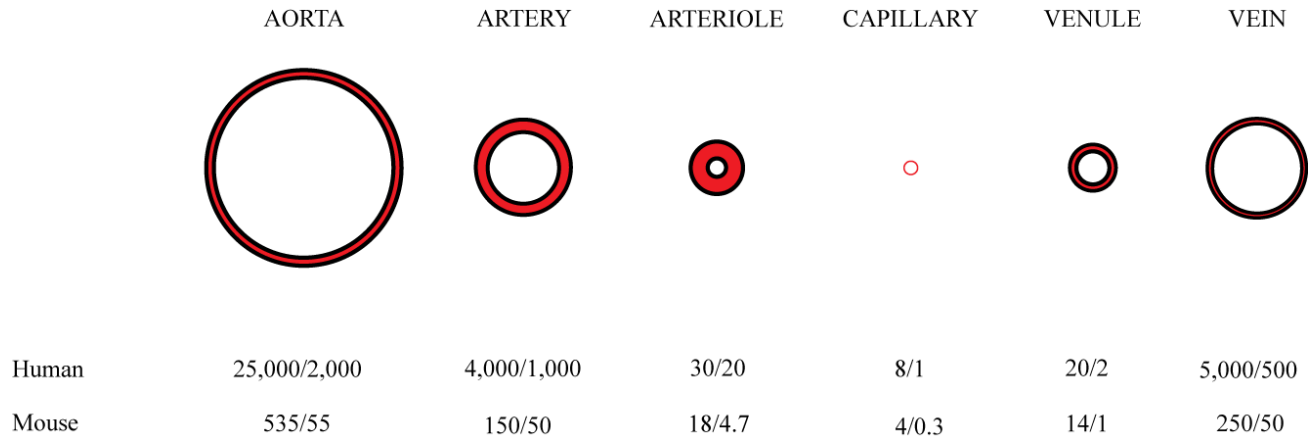 AORTA ARTERY ARTERIOLE CAPILLARY VENULE VEIN
Human 25,000/2,000 4,000/1,000 30/20 8/1 20/2 5,000/500
Mouse 535/55 150/50 18/4.7 4/0.3 14/1 250/50